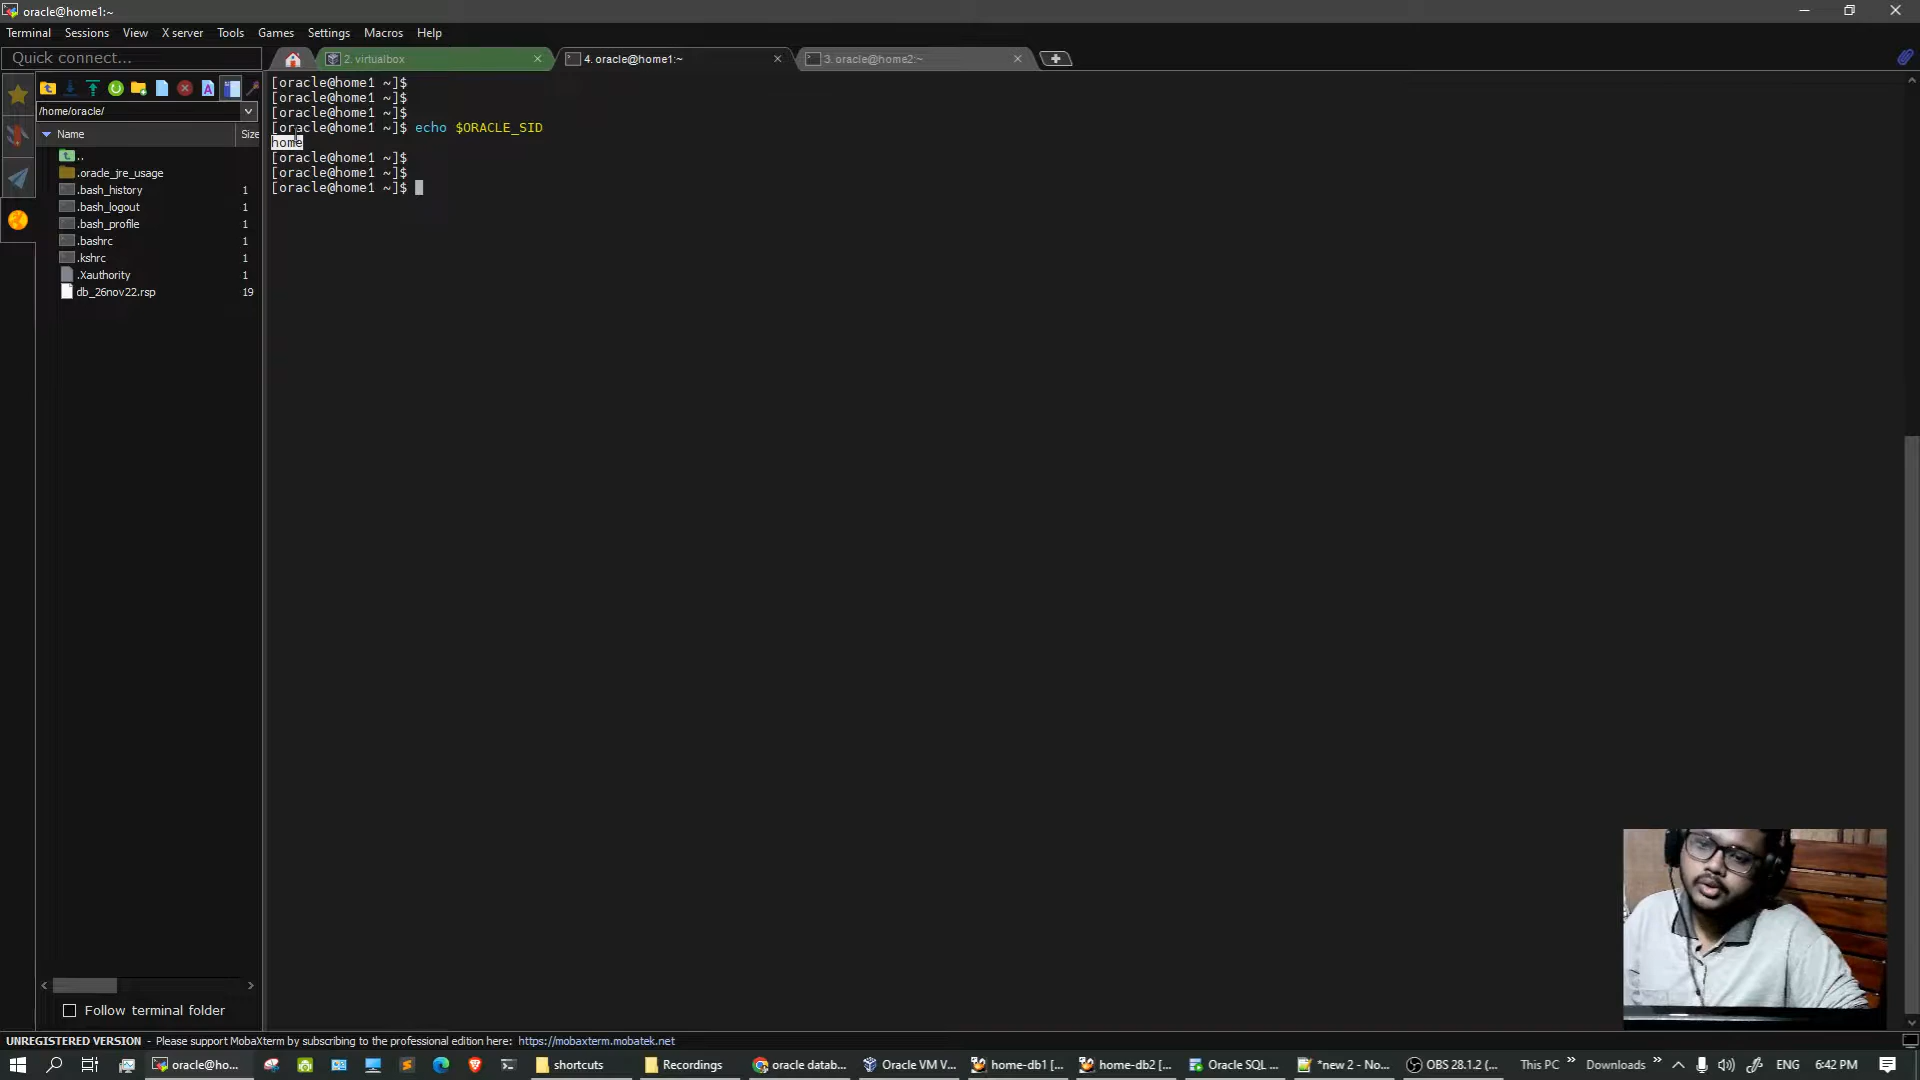 oracle@home1:~
Terminal Sessions View X server Tools Games Settings Macros Help
Quick connect...
2. virtualbox
4. oracle@home1:~
3. oracle@home2:~
/home/oracle/
Name Size
..
.oracle_jre_usage
.bash_history 1
.bash_logout 1
.bash_profile 1
.bashrc 1
.kshrc 1
.Xauthority 1
db_26nov22.rsp 19
Follow terminal folder
[oracle@home1 ~]$
[oracle@home1 ~]$
[oracle@home1 ~]$
[oracle@home1 ~]$ echo $ORACLE_SID
home
[oracle@home1 ~]$
[oracle@home1 ~]$
[oracle@home1 ~]$
UNREGISTERED VERSION - Please support MobaXterm by subscribing to the professional edition here: https://mobaxterm.mobatek.net
oracle@ho... shortcuts Recordings oracle datab... Oracle VM V... home-db1 [... home-db2 [... Oracle SQL ... *new 2 - No... OBS 28.1.2 (... This PC Downloads ENG 6:42 PM